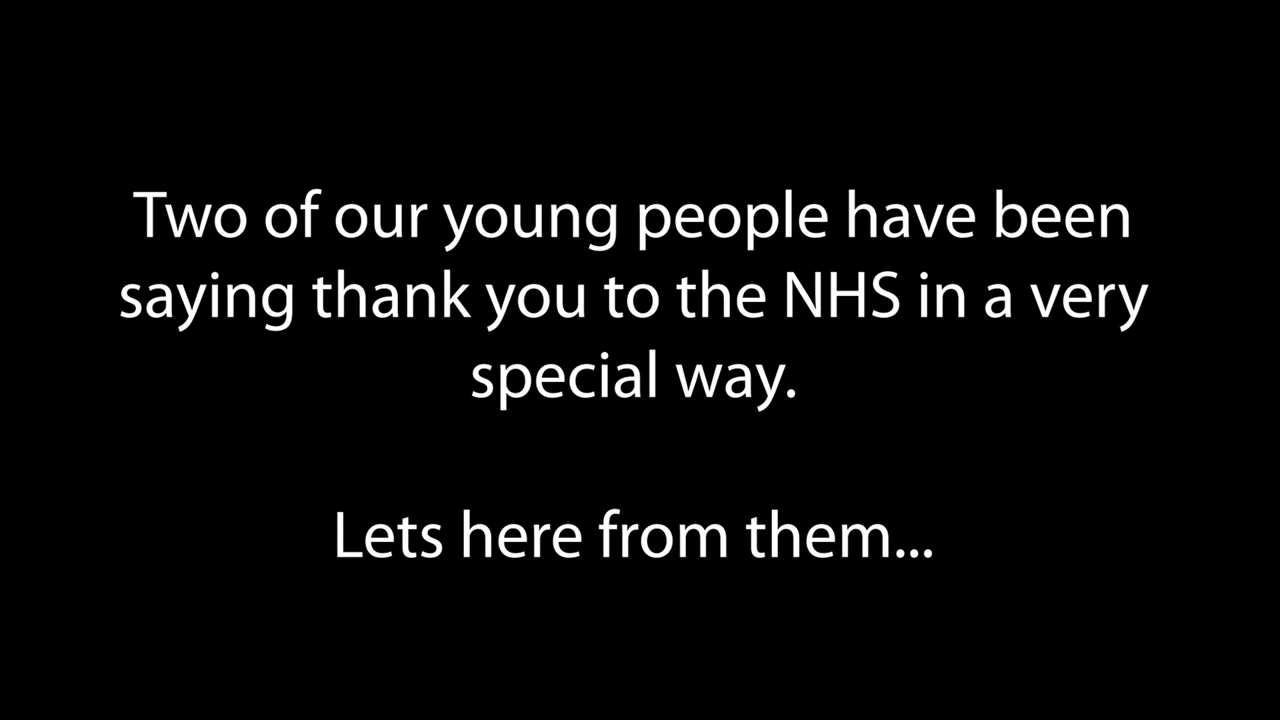 Two of our young people have been
saying thank you to the NHS in a very
special way.
Lets here from them...